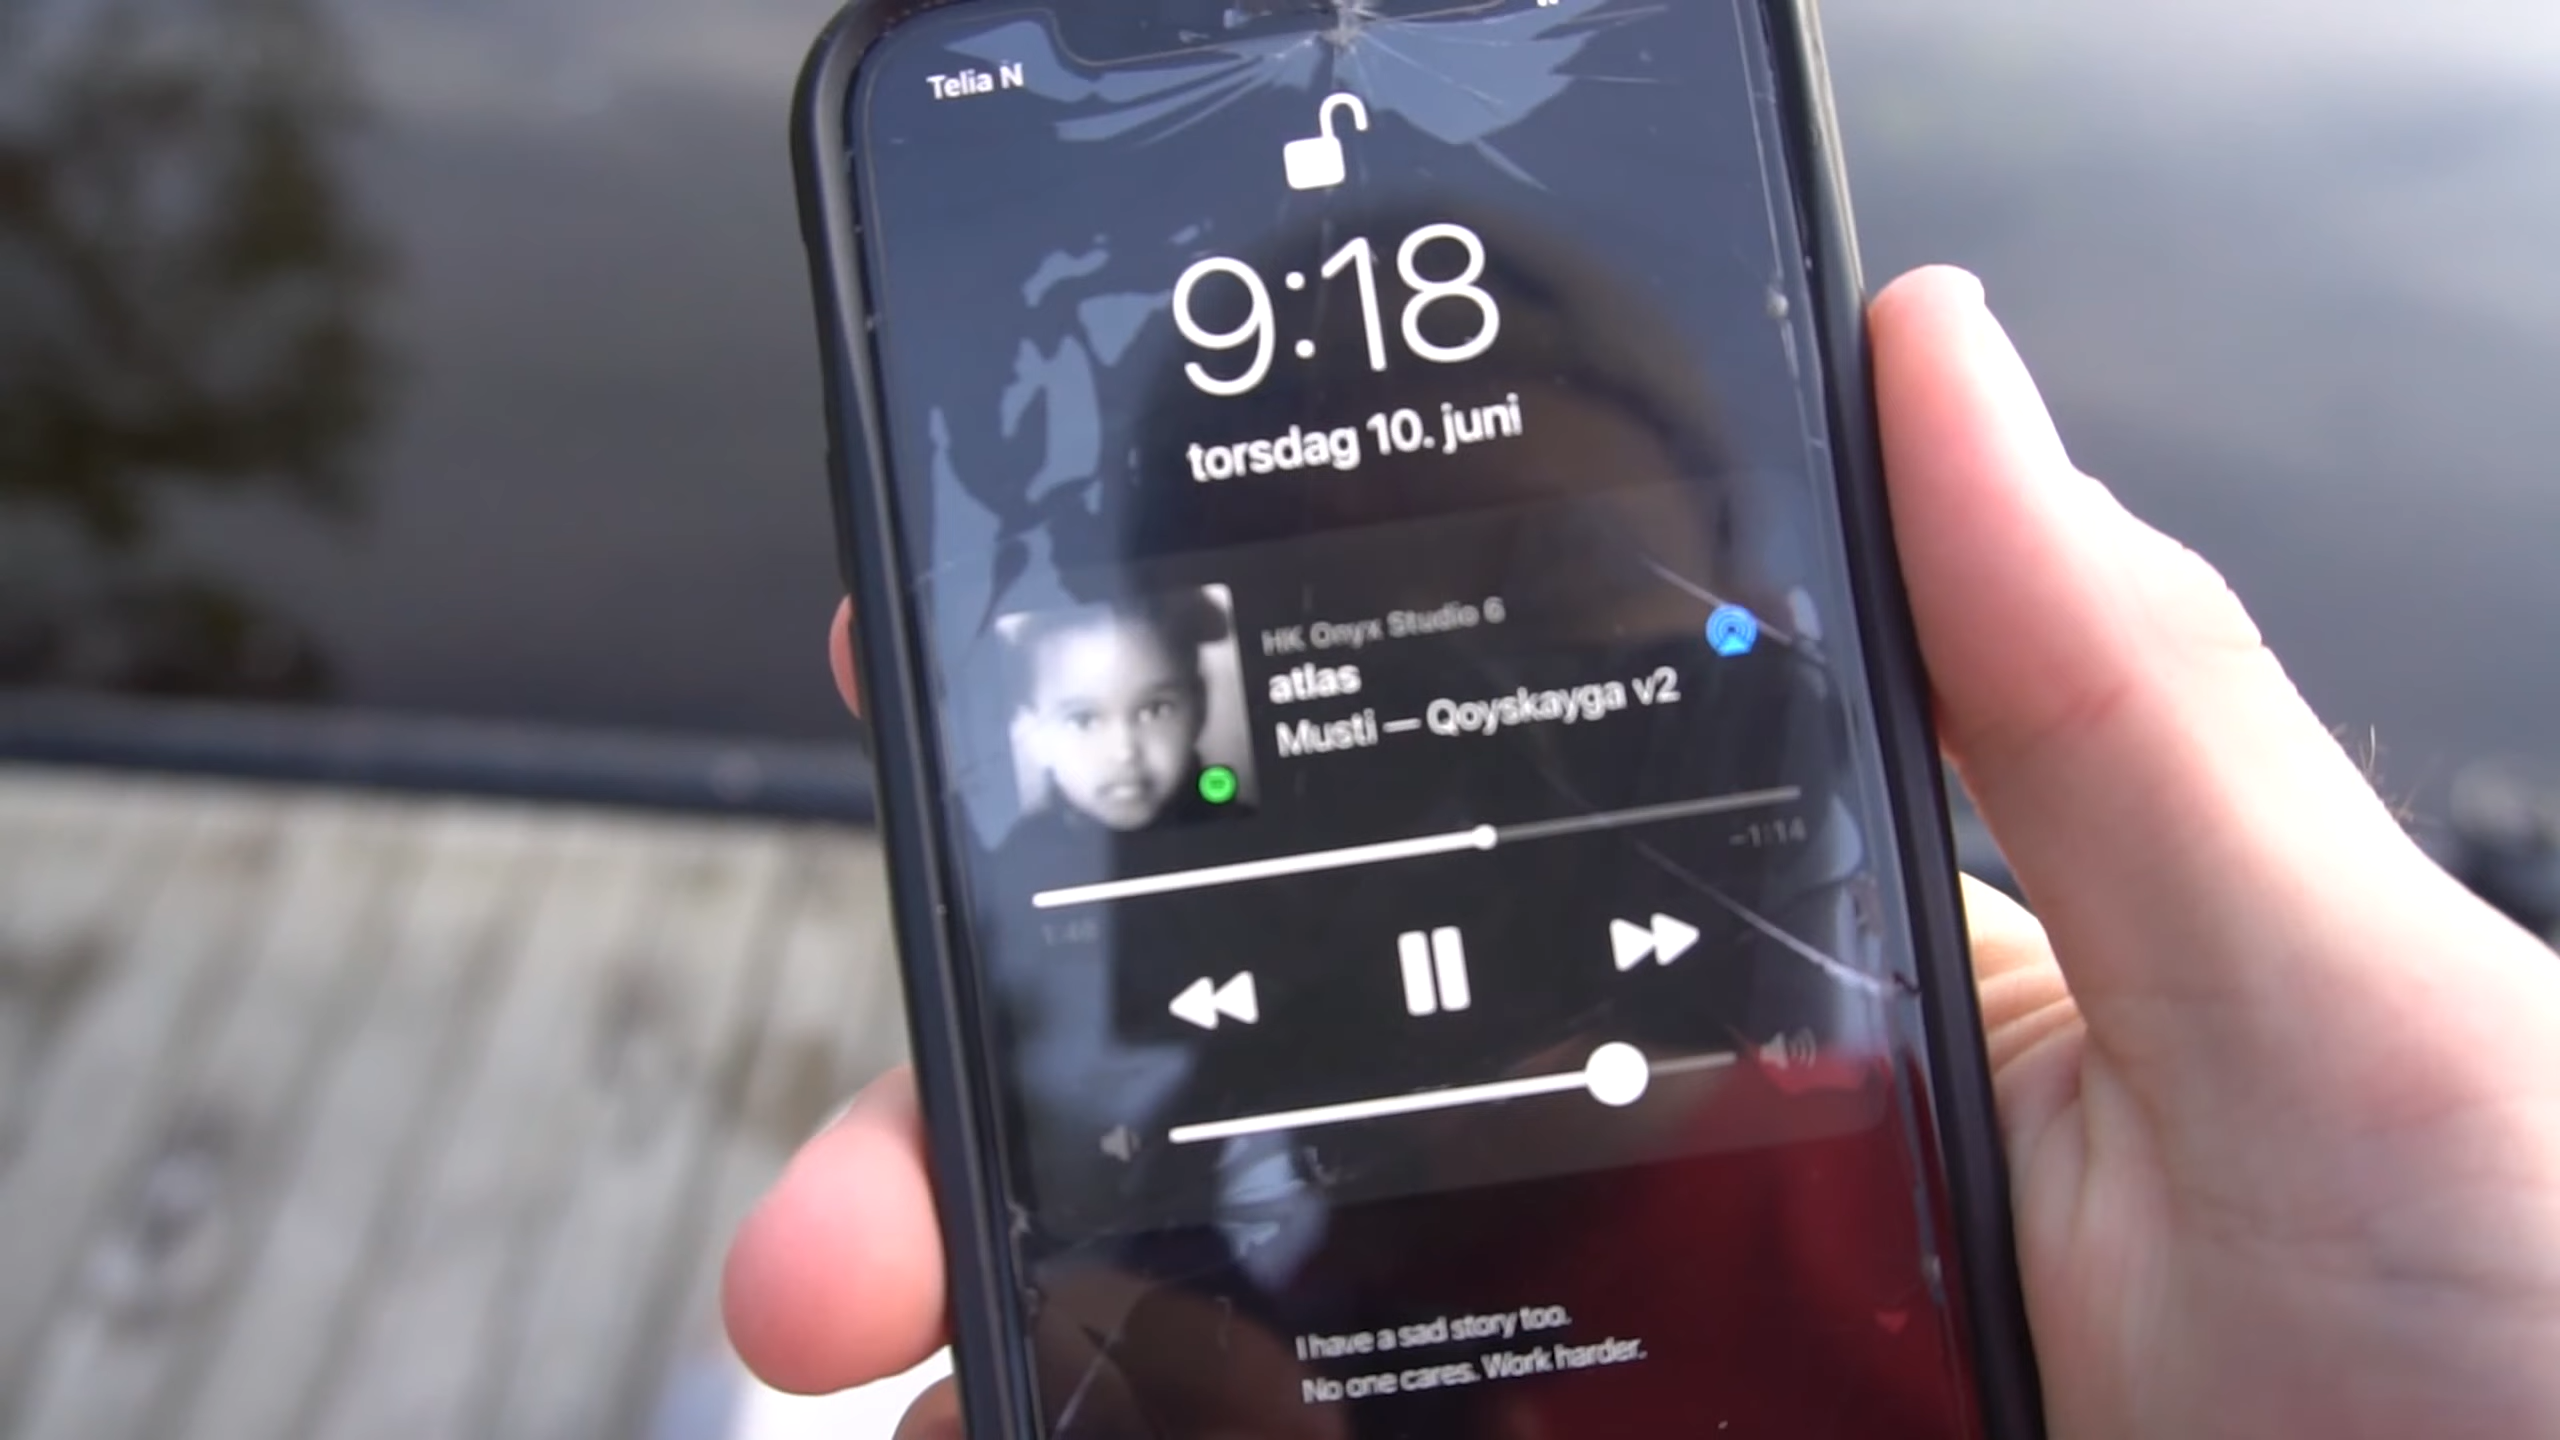 Telia N
9:18
torsdag 10. juni
HK Onyx Studio 6
atlas
Musti — Qoyskayga v2
-1:14
I have a sad story too.
No one cares. Work harder.